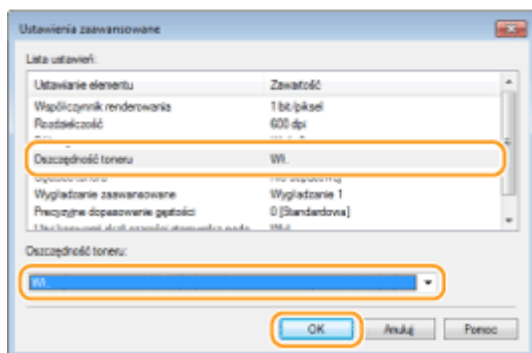 Ustawienia zaawansowane
Lista ustawień:
Ustawianie elementu Zawartość
Współczynnik renderowania 1 bit/piksel
Rozdzielczość 600 dpi
Oszczędność toneru Wł.
Wygładzanie zaawansowane Wygładzanie 1
Precyzyjne dopasowanie gęstości 0 [Standardowa]
Oszczędność toneru:
Wł.
OK Anuluj Pomoc